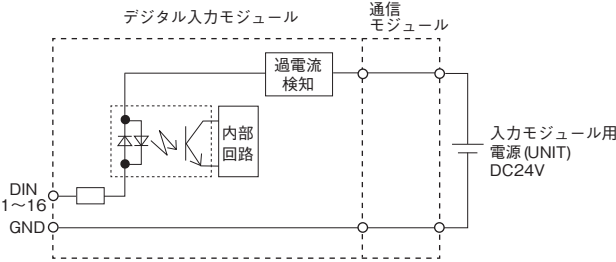 デジタル入力モジュール
通信
モジュール
過電流
検知
内部
回路
入力モジュール用
電源(UNIT)
DC24V
DIN
1~16
GND